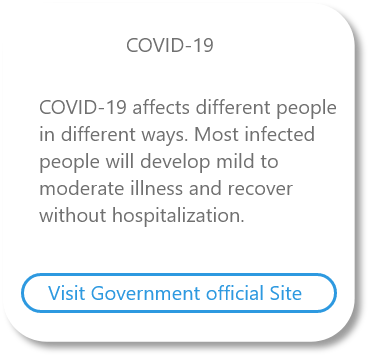 COVID-19
COVID-19 affects different people
in different ways. Most infected
people will develop mild to
moderate illness and recover
without hospitalization.
Visit Government official Site